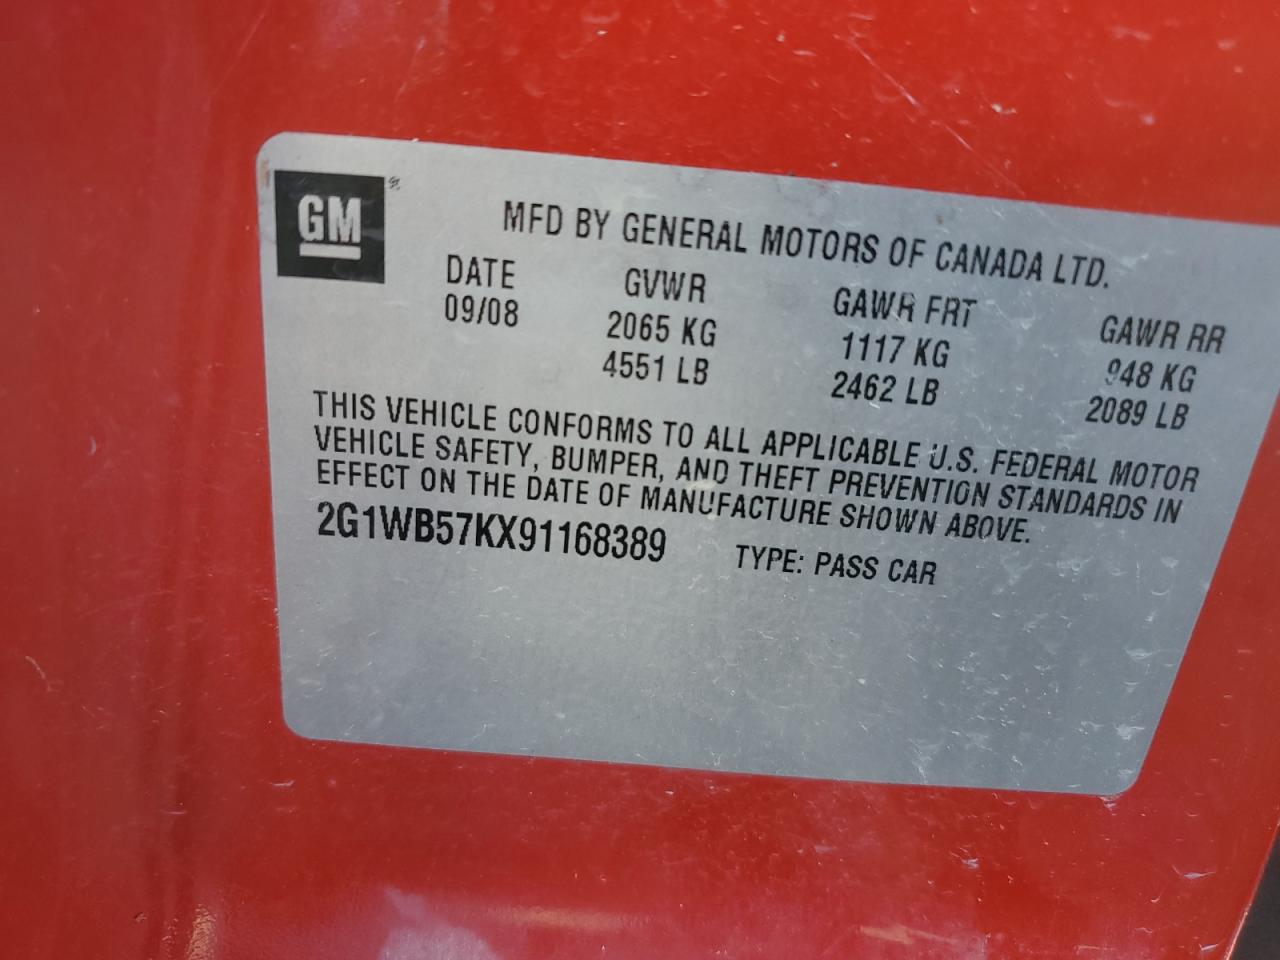 GM®
MFD BY GENERAL MOTORS OF CANADA LTD.
DATE GVWR GAWR FRT GAWR RR
09/08 2065 KG 1117 KG 948 KG
4551 LB 2462 LB 2089 LB
THIS VEHICLE CONFORMS TO ALL APPLICABLE U.S. FEDERAL MOTOR
VEHICLE SAFETY, BUMPER, AND THEFT PREVENTION STANDARDS IN
EFFECT ON THE DATE OF MANUFACTURE SHOWN ABOVE.
2G1WB57KX91168389 TYPE: PASS CAR